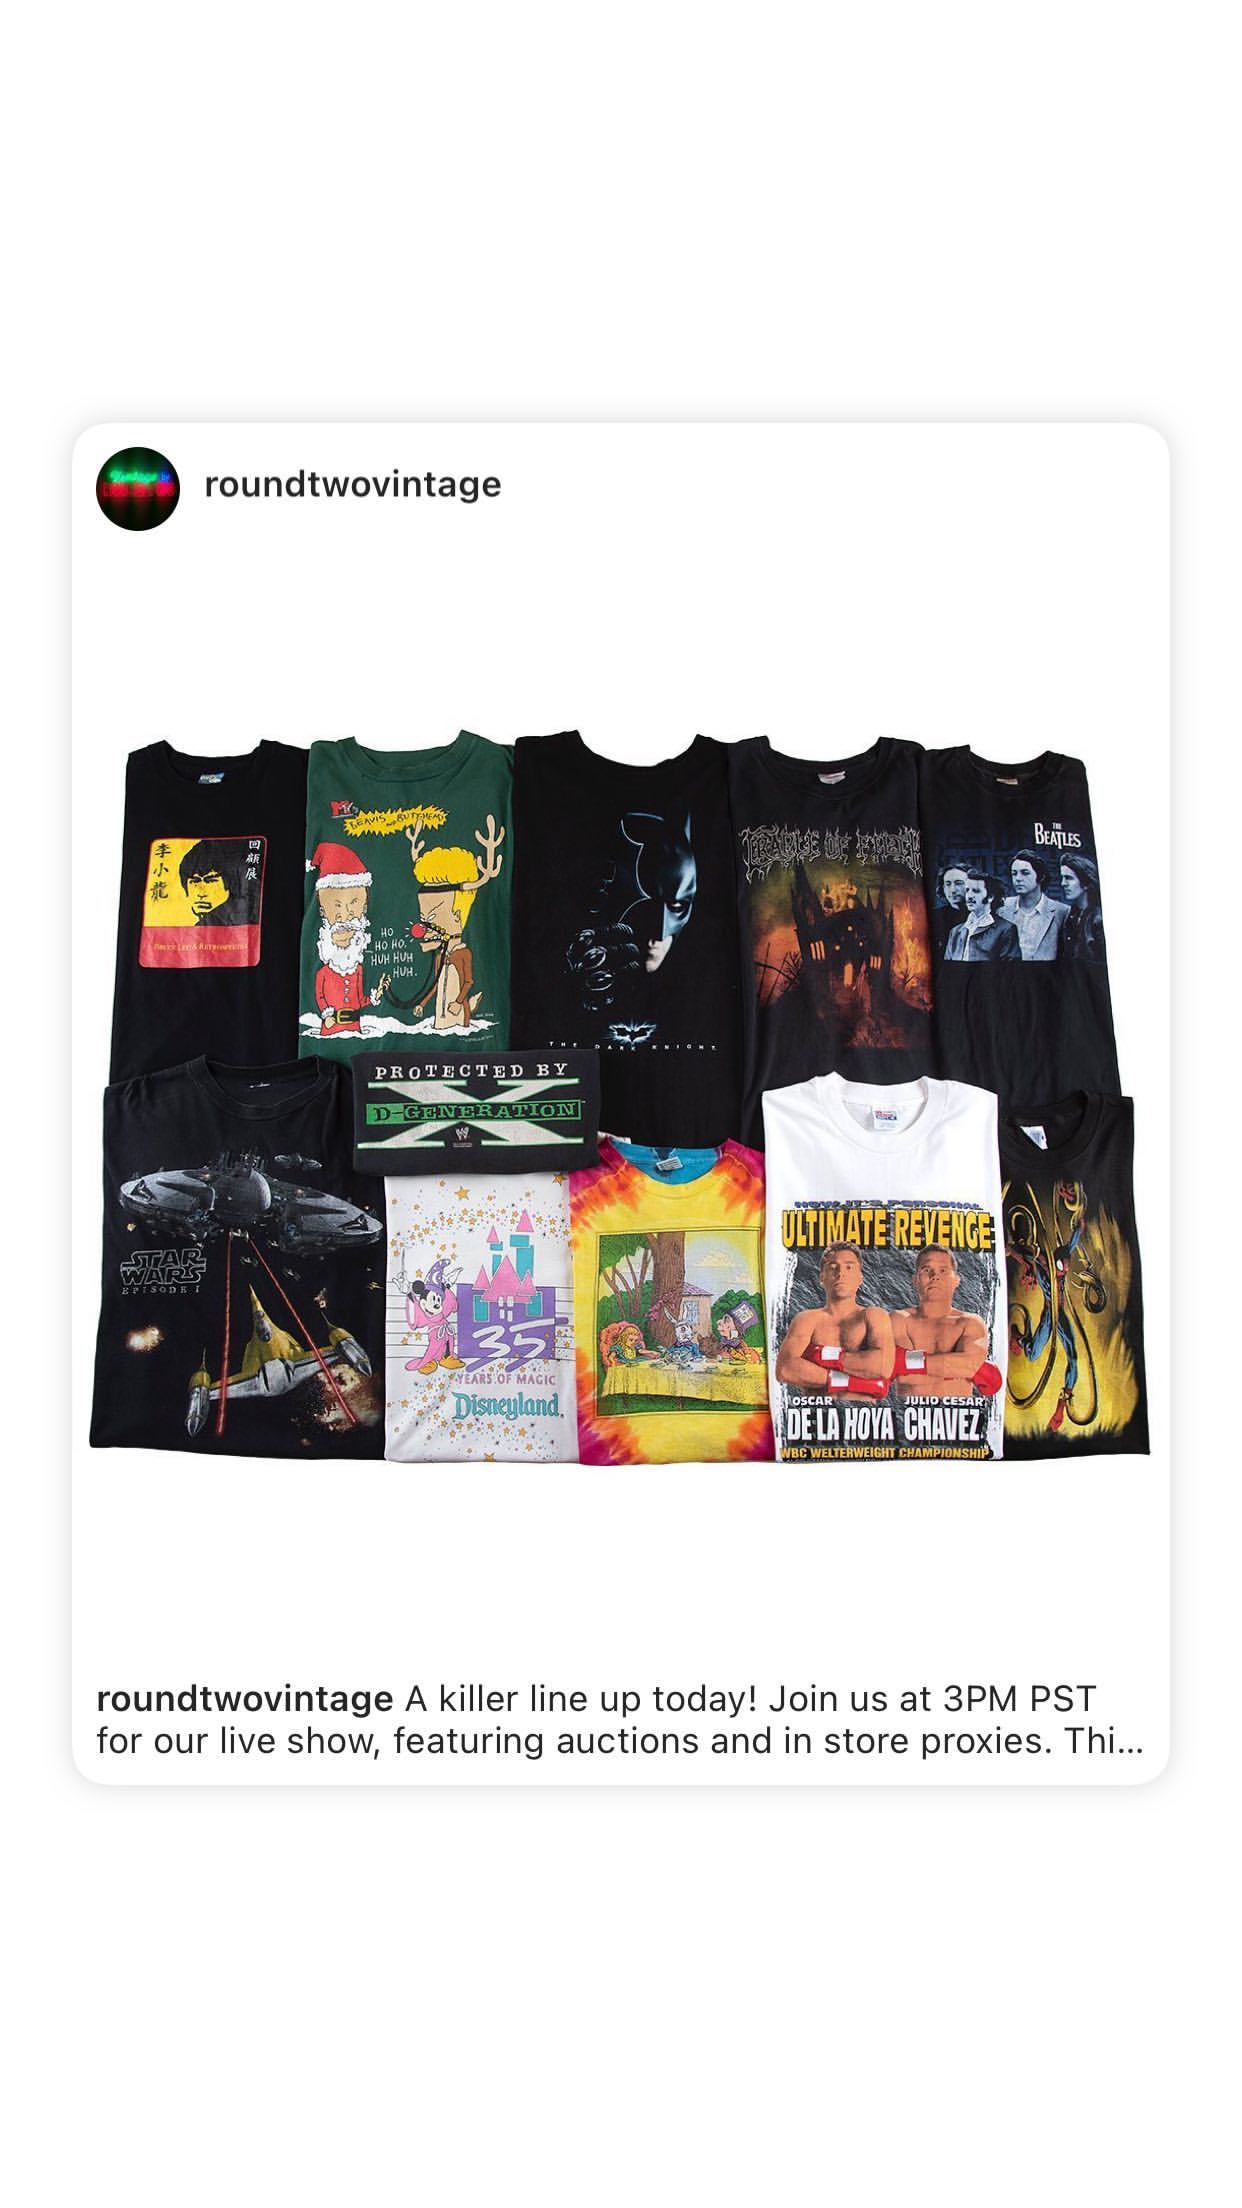 roundtwovintage
李小龍
回顧展
BRUCE LEE: A RETROSPECTIVE
BEAVIS AND BUTT-HEAD
HO
HO HO.
HUH HUH
HUH.
THE DARK KNIGHT
CRADLE OF FILTH
THE
BEATLES
PROTECTED BY
X
D-GENERATION
STAR
WARS
EPISODE I
35
YEARS OF MAGIC
Disneyland
NOW IT'S PERSONAL
ULTIMATE REVENGE
OSCAR
DE LA HOYA
JULIO CESAR
CHAVEZ
WBC WELTERWEIGHT CHAMPIONSHIP
roundtwovintage A killer line up today! Join us at 3PM PST
for our live show, featuring auctions and in store proxies. Thi...